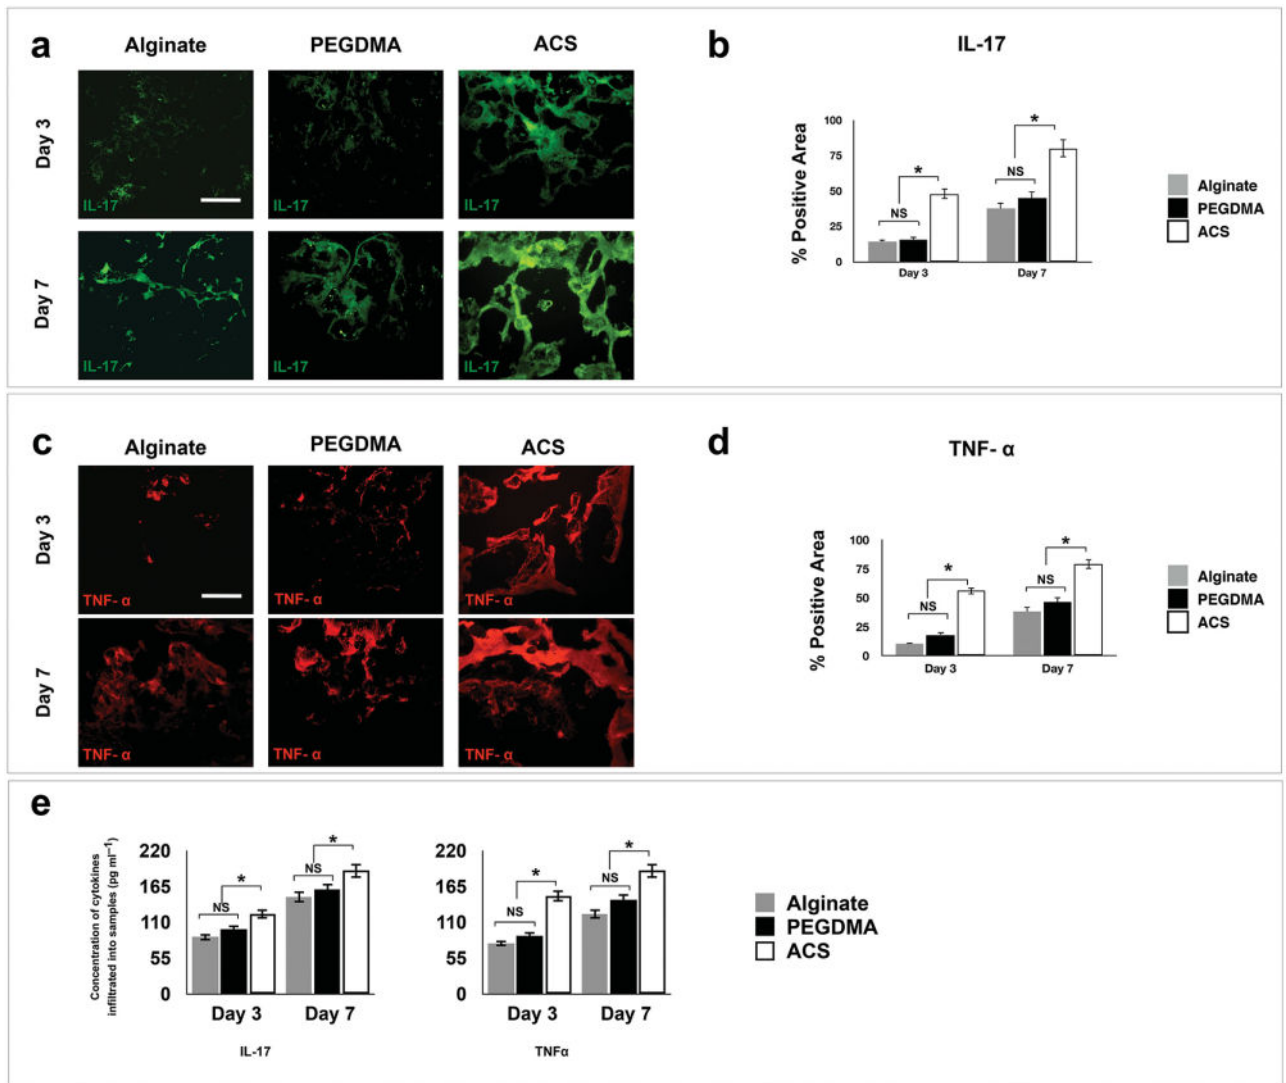 a
Alginate
PEGDMA
ACS
Day 3
IL-17
IL-17
IL-17
Day 7
IL-17
IL-17
IL-17
b
IL-17
% Positive Area
100
75
50
25
0
NS
*
NS
*
Day 3
Day 7
Alginate
PEGDMA
ACS
c
Alginate
PEGDMA
ACS
Day 3
TNF- α
TNF- α
TNF- α
Day 7
TNF- α
TNF- α
TNF- α
d
TNF- α
% Positive Area
100
75
50
25
0
NS
*
NS
*
Day 3
Day 7
Alginate
PEGDMA
ACS
e
Concentration of cytokines
infiltrated into samples (pg ml⁻¹)
220
165
110
55
0
NS
*
NS
*
Day 3
Day 7
IL-17
220
165
110
55
0
NS
*
NS
*
Day 3
Day 7
TNFα
Alginate
PEGDMA
ACS